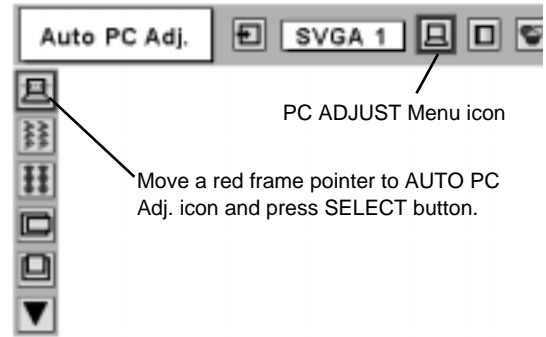 Auto PC Adj.
SVGA 1
PC ADJUST Menu icon
Move a red frame pointer to AUTO PC
Adj. icon and press SELECT button.